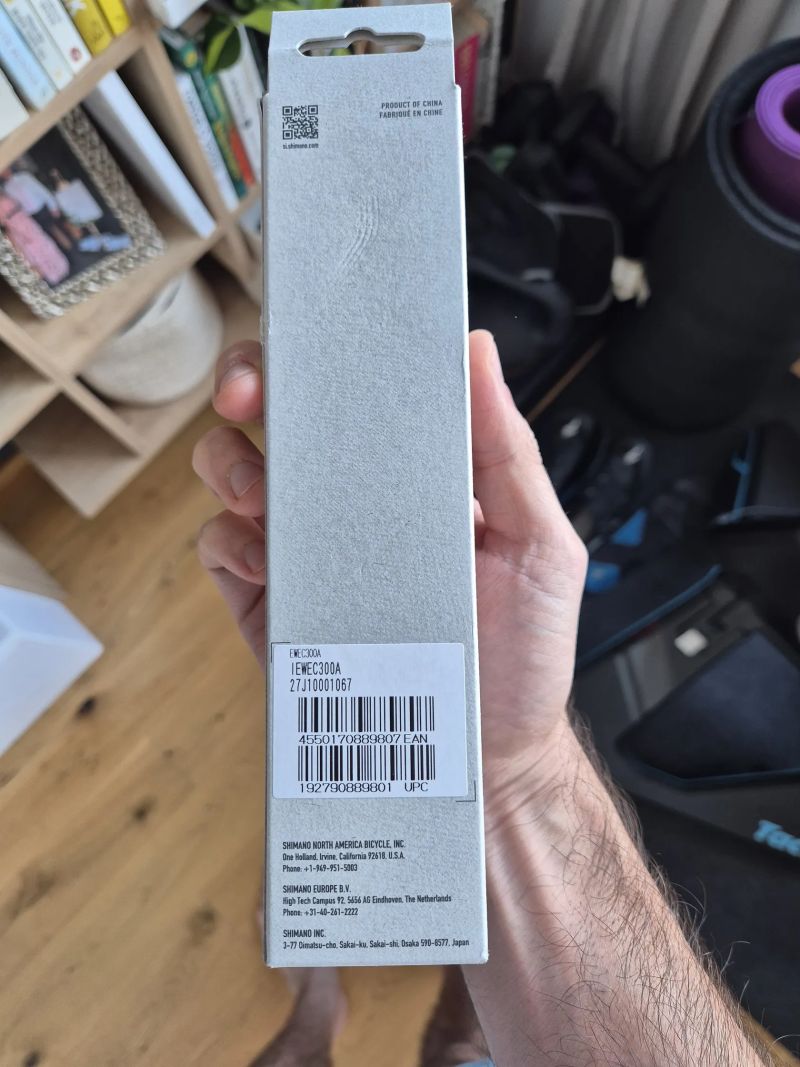 si.shimano.com
PRODUCT OF CHINA
FABRIQUÉ EN CHINE
EWEC300A
IEWEC300A
27J10001067
4550170889807 EAN
192790889801 UPC
SHIMANO NORTH AMERICA BICYCLE, INC.
One Holland, Irvine, California 92618, U.S.A.
Phone: +1-949-951-5003
SHIMANO EUROPE B.V.
High Tech Campus 92, 5656 AG Eindhoven, The Netherlands
Phone: +31-40-261-2222
SHIMANO INC.
3-77 Oimatsu-cho, Sakai-ku, Sakai-shi, Osaka 590-8577, Japan